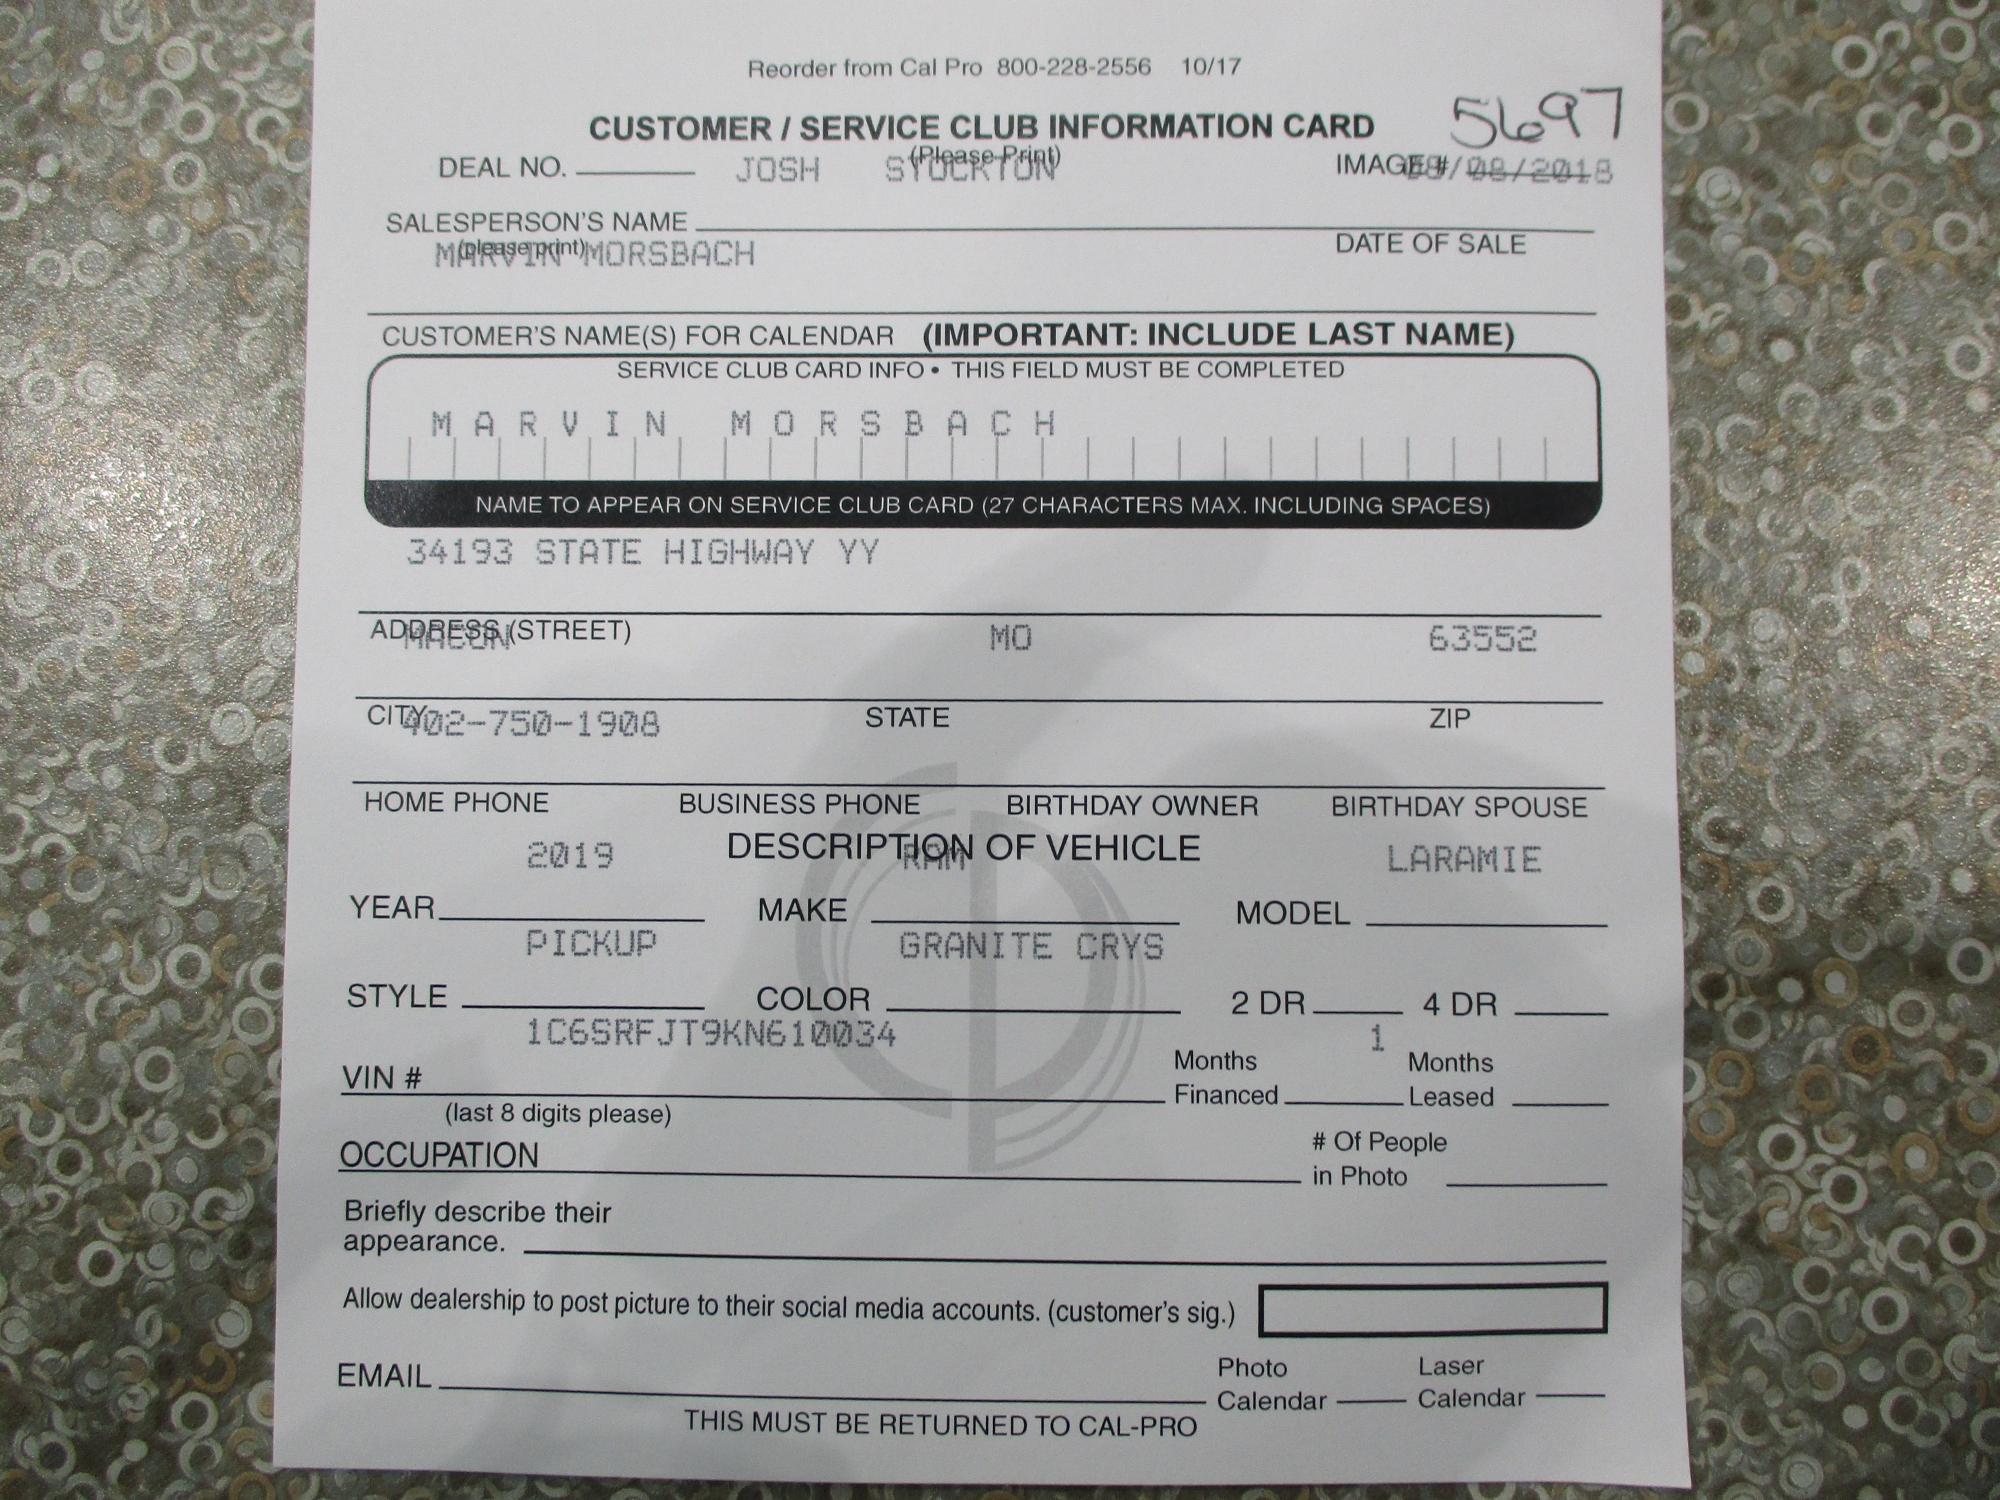 Reorder from Cal Pro 800-228-2556 10/17
CUSTOMER / SERVICE CLUB INFORMATION CARD 5697
(Please Print)
DEAL NO. JOSH STOCKTON IMAGE # /08/2018
SALESPERSON'S NAME
(please print) DATE OF SALE
MARVIN MORSBACH
CUSTOMER'S NAME(S) FOR CALENDAR (IMPORTANT: INCLUDE LAST NAME)
SERVICE CLUB CARD INFO • THIS FIELD MUST BE COMPLETED
MARVIN MORSBACH
NAME TO APPEAR ON SERVICE CLUB CARD (27 CHARACTERS MAX. INCLUDING SPACES)
34193 STATE HIGHWAY YY
ADDRESS (STREET)
MACON MO 63552
CITY STATE ZIP
402-750-1908
HOME PHONE BUSINESS PHONE BIRTHDAY OWNER BIRTHDAY SPOUSE
DESCRIPTION OF VEHICLE
2019 RAM LARAMIE
YEAR MAKE MODEL
PICKUP GRANITE CRYS
STYLE COLOR 2 DR 4 DR
1C6SRFJT9KN610034 1
VIN # Months Financed Months Leased
(last 8 digits please)
OCCUPATION # Of People in Photo
Briefly describe their
appearance.
Allow dealership to post picture to their social media accounts. (customer's sig.)
EMAIL Photo Calendar Laser Calendar
THIS MUST BE RETURNED TO CAL-PRO